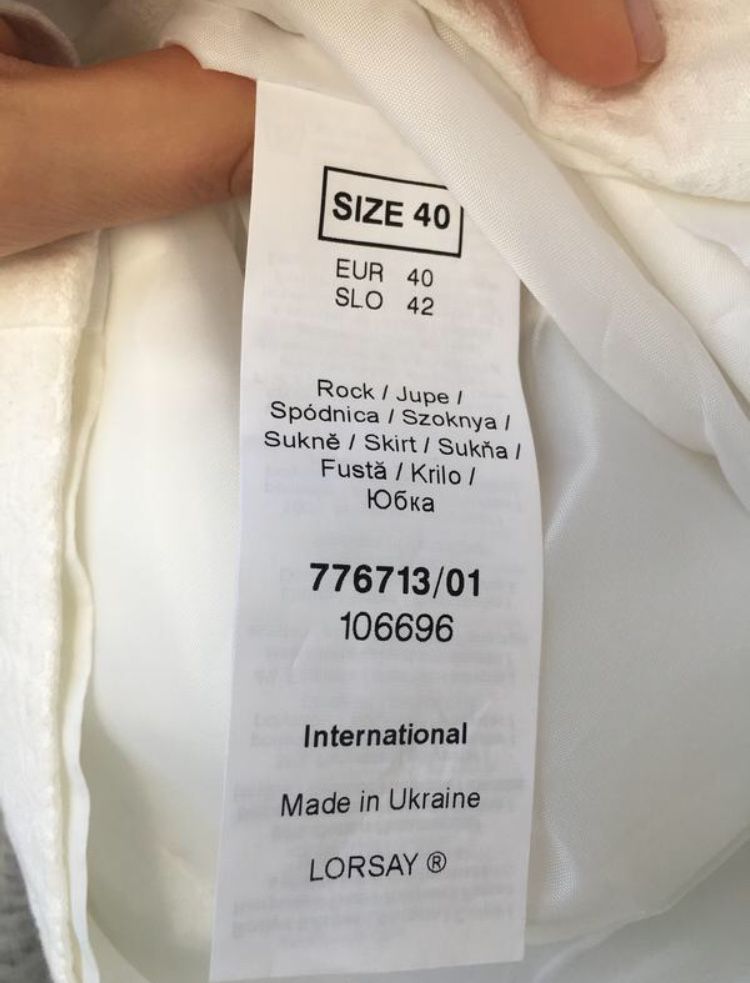 SIZE 40
EUR 40
SLO 42
Rock / Jupe /
Spódnica / Szoknya /
Sukně / Skirt / Sukňa /
Fustă / Krilo /
Юбка
776713/01
106696
International
Made in Ukraine
LORSAY ®